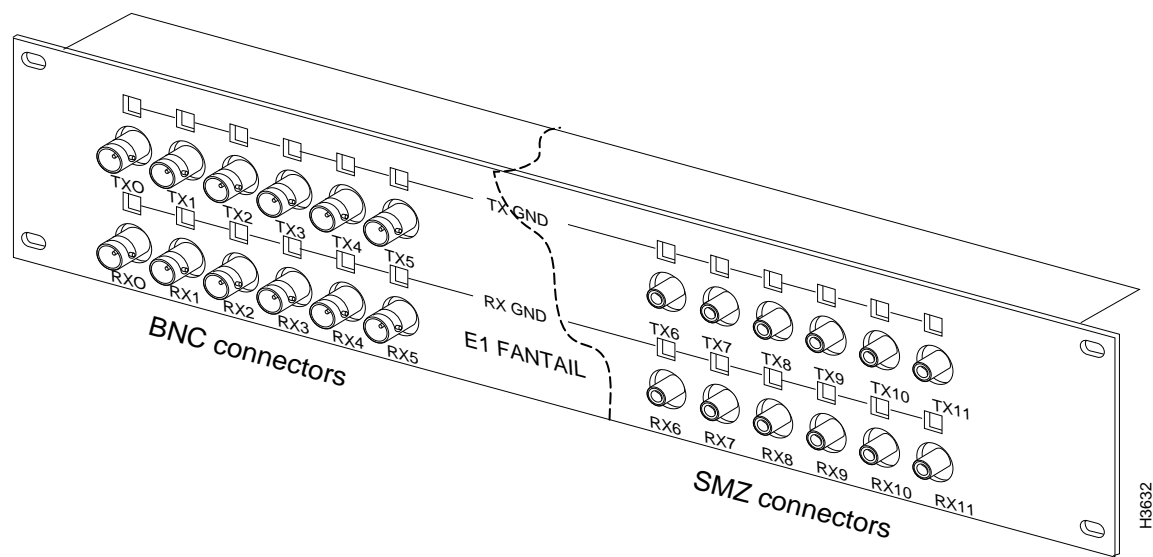 TX0
TX1
TX2
TX3
TX4
TX5
TX GND
RX0
RX1
RX2
RX3
RX4
RX5
RX GND
BNC connectors
E1 FANTAIL
TX6
TX7
TX8
TX9
TX10
TX11
RX6
RX7
RX8
RX9
RX10
RX11
SMZ connectors
H3632